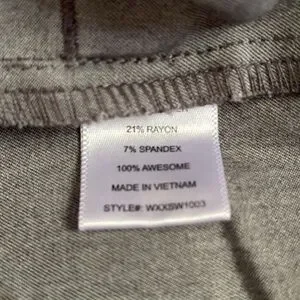 21% RAYON
7% SPANDEX
100% AWESOME
MADE IN VIETNAM
STYLE#: WXXSW1003